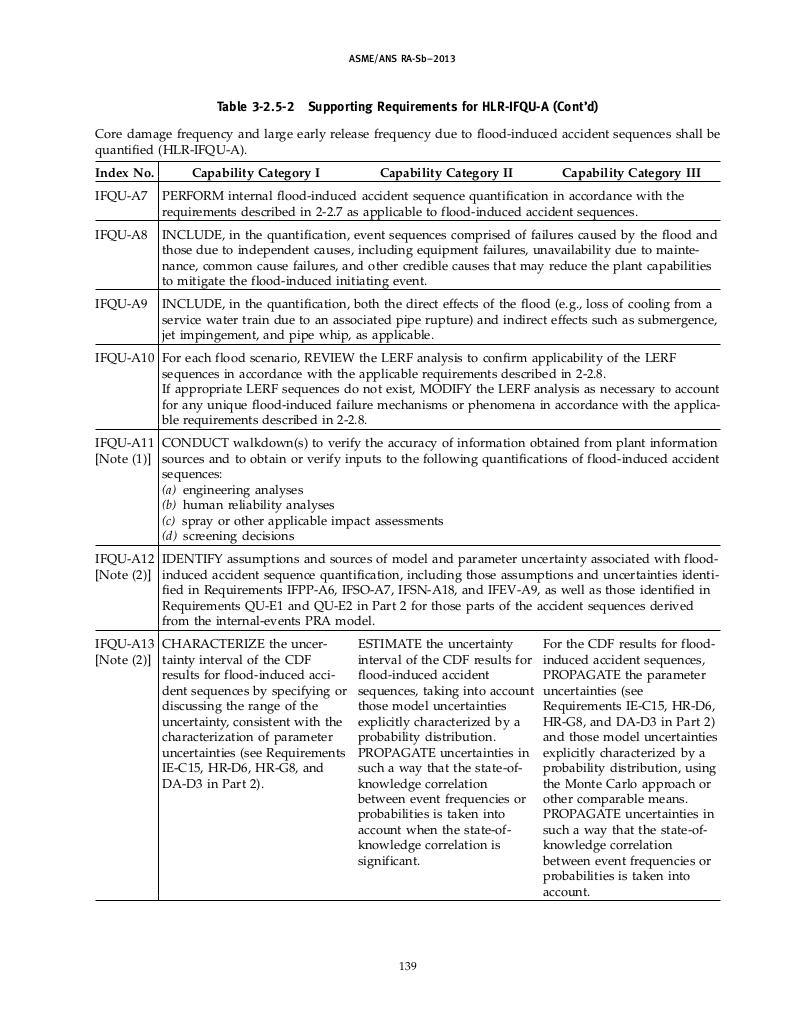 ASME/ANS RA-Sb–2013
Table 3-2.5-2 Supporting Requirements for HLR-IFQU-A (Cont’d)
Core damage frequency and large early release frequency due to flood-induced accident sequences shall be
quantified (HLR-IFQU-A).
Index No. Capability Category I Capability Category II Capability Category III
IFQU-A7 PERFORM internal flood-induced accident sequence quantification in accordance with the
requirements described in 2-2.7 as applicable to flood-induced accident sequences.
IFQU-A8 INCLUDE, in the quantification, event sequences comprised of failures caused by the flood and
those due to independent causes, including equipment failures, unavailability due to mainte-
nance, common cause failures, and other credible causes that may reduce the plant capabilities
to mitigate the flood-induced initiating event.
IFQU-A9 INCLUDE, in the quantification, both the direct effects of the flood (e.g., loss of cooling from a
service water train due to an associated pipe rupture) and indirect effects such as submergence,
jet impingement, and pipe whip, as applicable.
IFQU-A10 For each flood scenario, REVIEW the LERF analysis to confirm applicability of the LERF
sequences in accordance with the applicable requirements described in 2-2.8.
If appropriate LERF sequences do not exist, MODIFY the LERF analysis as necessary to account
for any unique flood-induced failure mechanisms or phenomena in accordance with the applica-
ble requirements described in 2-2.8.
IFQU-A11 CONDUCT walkdown(s) to verify the accuracy of information obtained from plant information
[Note (1)] sources and to obtain or verify inputs to the following quantifications of flood-induced accident
sequences:
(a) engineering analyses
(b) human reliability analyses
(c) spray or other applicable impact assessments
(d) screening decisions
IFQU-A12 IDENTIFY assumptions and sources of model and parameter uncertainty associated with flood-
[Note (2)] induced accident sequence quantification, including those assumptions and uncertainties identi-
fied in Requirements IFPP-A6, IFSO-A7, IFSN-A18, and IFEV-A9, as well as those identified in
Requirements QU-E1 and QU-E2 in Part 2 for those parts of the accident sequences derived
from the internal-events PRA model.
IFQU-A13
[Note (2)]
CHARACTERIZE the uncer-
tainty interval of the CDF
results for flood-induced acci-
dent sequences by specifying or
discussing the range of the
uncertainty, consistent with the
characterization of parameter
uncertainties (see Requirements
IE-C15, HR-D6, HR-G8, and
DA-D3 in Part 2).
ESTIMATE the uncertainty
interval of the CDF results for
flood-induced accident
sequences, taking into account
those model uncertainties
explicitly characterized by a
probability distribution.
PROPAGATE uncertainties in
such a way that the state-of-
knowledge correlation
between event frequencies or
probabilities is taken into
account when the state-of-
knowledge correlation is
significant.
For the CDF results for flood-
induced accident sequences,
PROPAGATE the parameter
uncertainties (see
Requirements IE-C15, HR-D6,
HR-G8, and DA-D3 in Part 2)
and those model uncertainties
explicitly characterized by a
probability distribution, using
the Monte Carlo approach or
other comparable means.
PROPAGATE uncertainties in
such a way that the state-of-
knowledge correlation
between event frequencies or
probabilities is taken into
account.
139